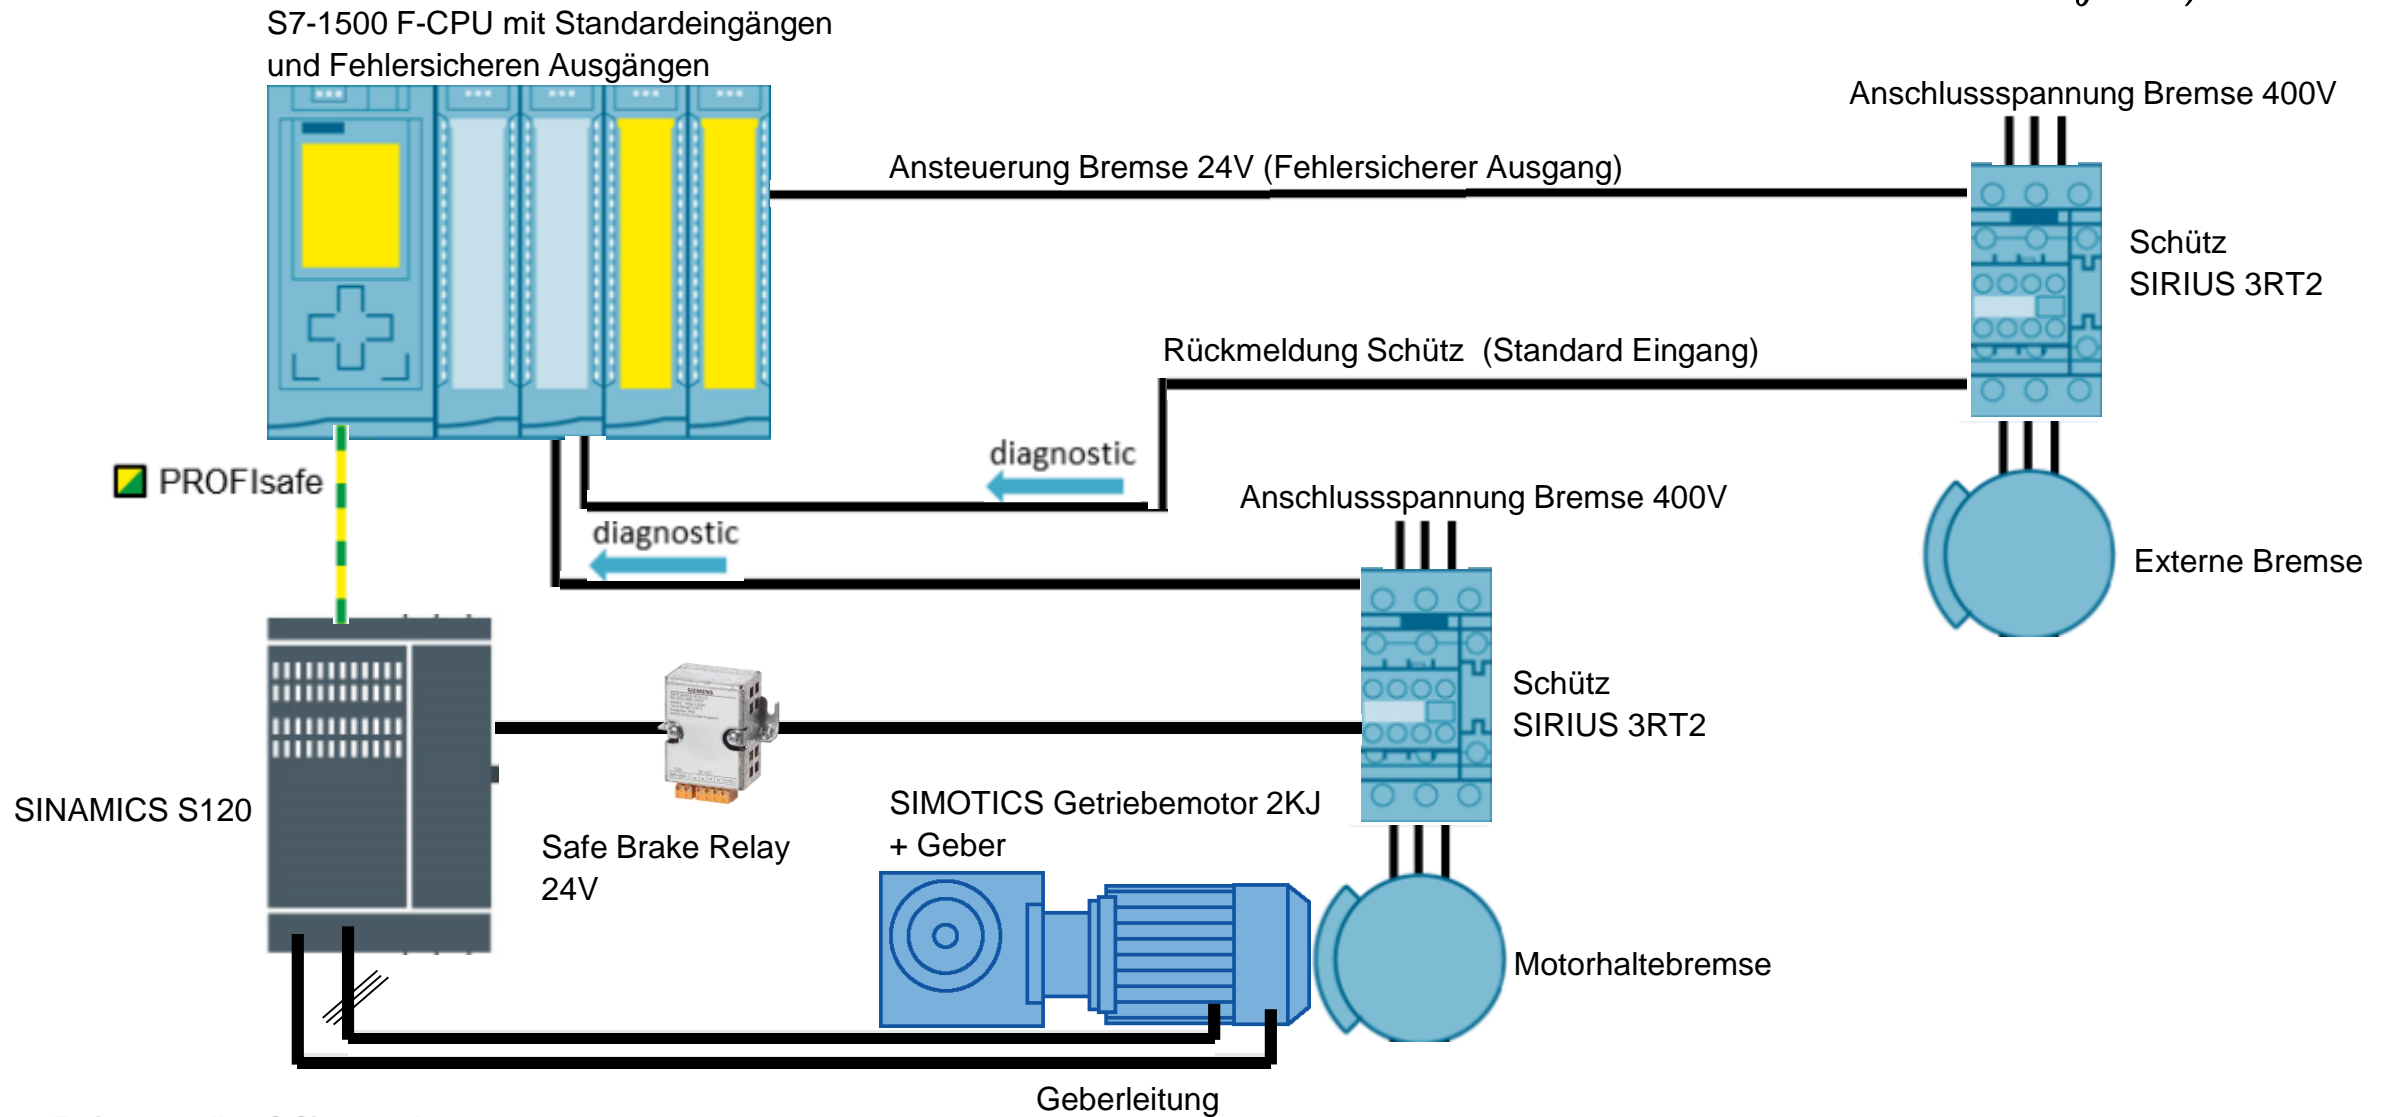 S7-1500 F-CPU mit Standardeingängen
und Fehlersicheren Ausgängen
Anschlussspannung Bremse 400V
Ansteuerung Bremse 24V (Fehlersicherer Ausgang)
Schütz
SIRIUS 3RT2
Rückmeldung Schütz (Standard Eingang)
diagnostic
PROFIsafe
Anschlussspannung Bremse 400V
diagnostic
Externe Bremse
Schütz
SIRIUS 3RT2
SIEMENS
SINAMICS S120
Safe Brake Relay
24V
SIMOTICS Getriebemotor 2KJ
+ Geber
Motorhaltebremse
Geberleitung